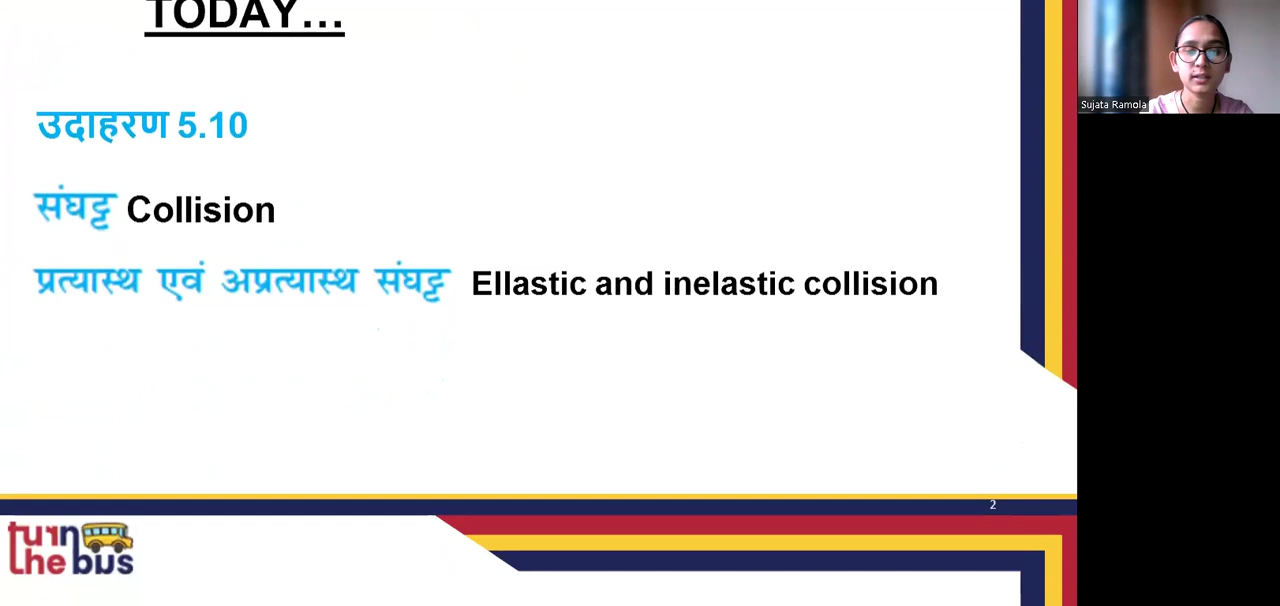 TODAY...
Sujata Ramola
उदाहरण 5.10
संघट्ट Collision
प्रत्यास्थ एवं अप्रत्यास्थ संघट्ट Ellastic and inelastic collision
2
turn
the bus